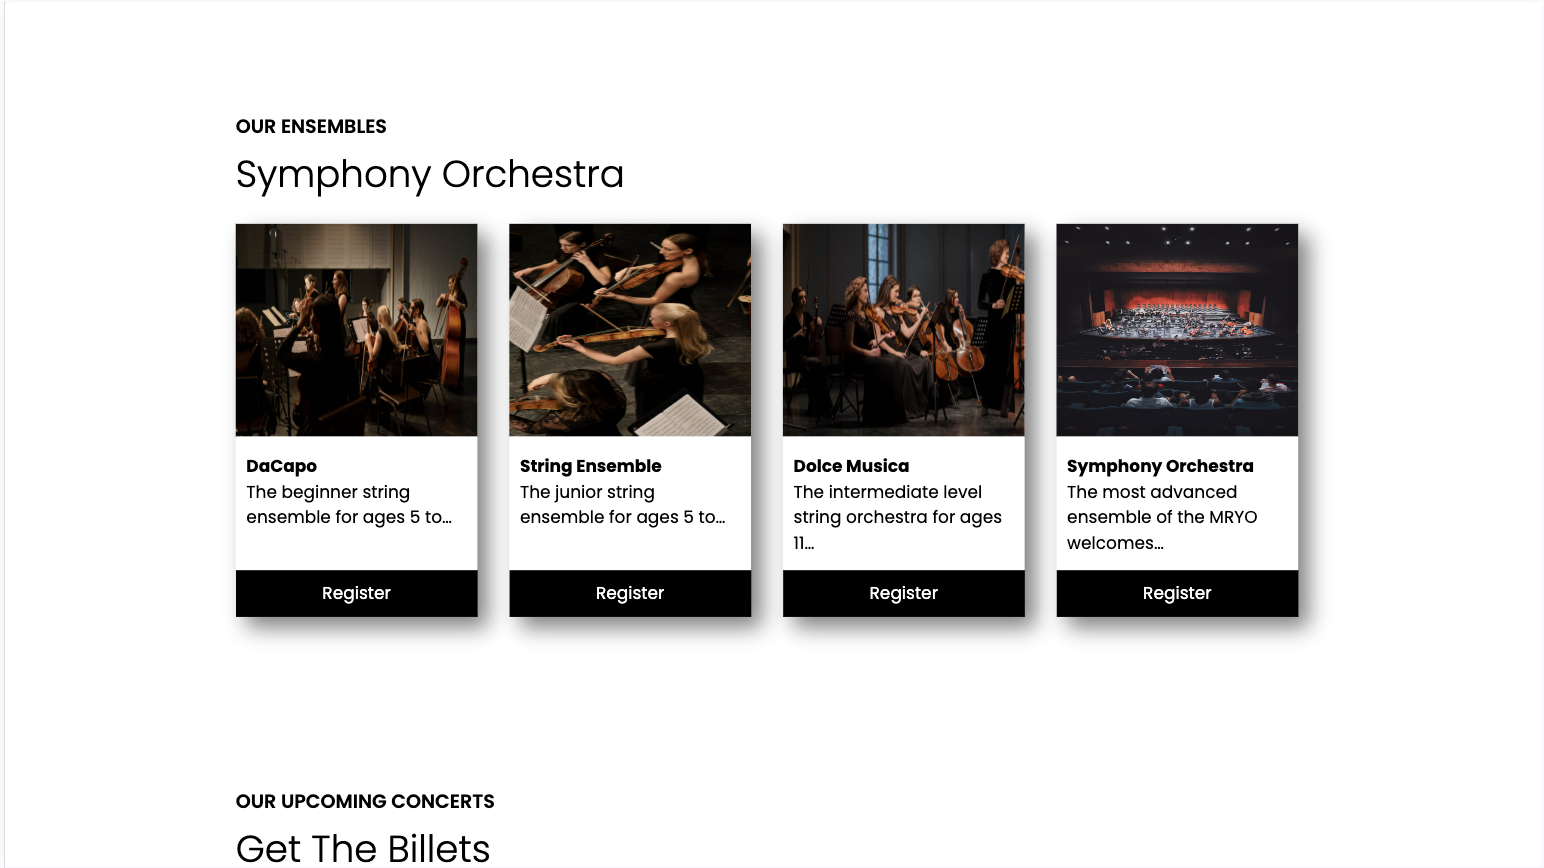 OUR ENSEMBLES
Symphony Orchestra
DaCapo
The beginner string
ensemble for ages 5 to...
Register
String Ensemble
The junior string
ensemble for ages 5 to...
Register
Dolce Musica
The intermediate level
string orchestra for ages
11...
Register
Symphony Orchestra
The most advanced
ensemble of the MRYO
welcomes...
Register
OUR UPCOMING CONCERTS
Get The Billets